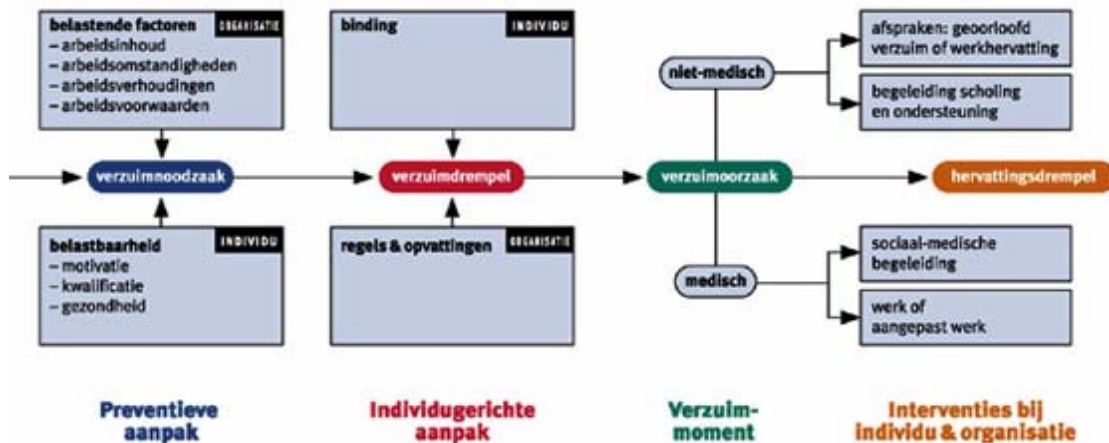 belastende factoren ORGANISATIE
– arbeidsinhoud
– arbeidsomstandigheden
– arbeidsverhoudingen
– arbeidsvoorwaarden
binding INDIVIDU
niet-medisch
afspraken: geoorloofd
verzuim of werkhervatting
begeleiding scholing
en ondersteuning
verzuimnoodzaak
verzuimdrempel
verzuimoorzaak
hervattingsdrempel
belastbaarheid INDIVIDU
– motivatie
– kwalificatie
– gezondheid
regels & opvattingen ORGANISATIE
medisch
sociaal-medische
begeleiding
werk of
aangepast werk
Preventieve
aanpak
Individugerichte
aanpak
Verzuim-
moment
Interventies bij
individu & organisatie